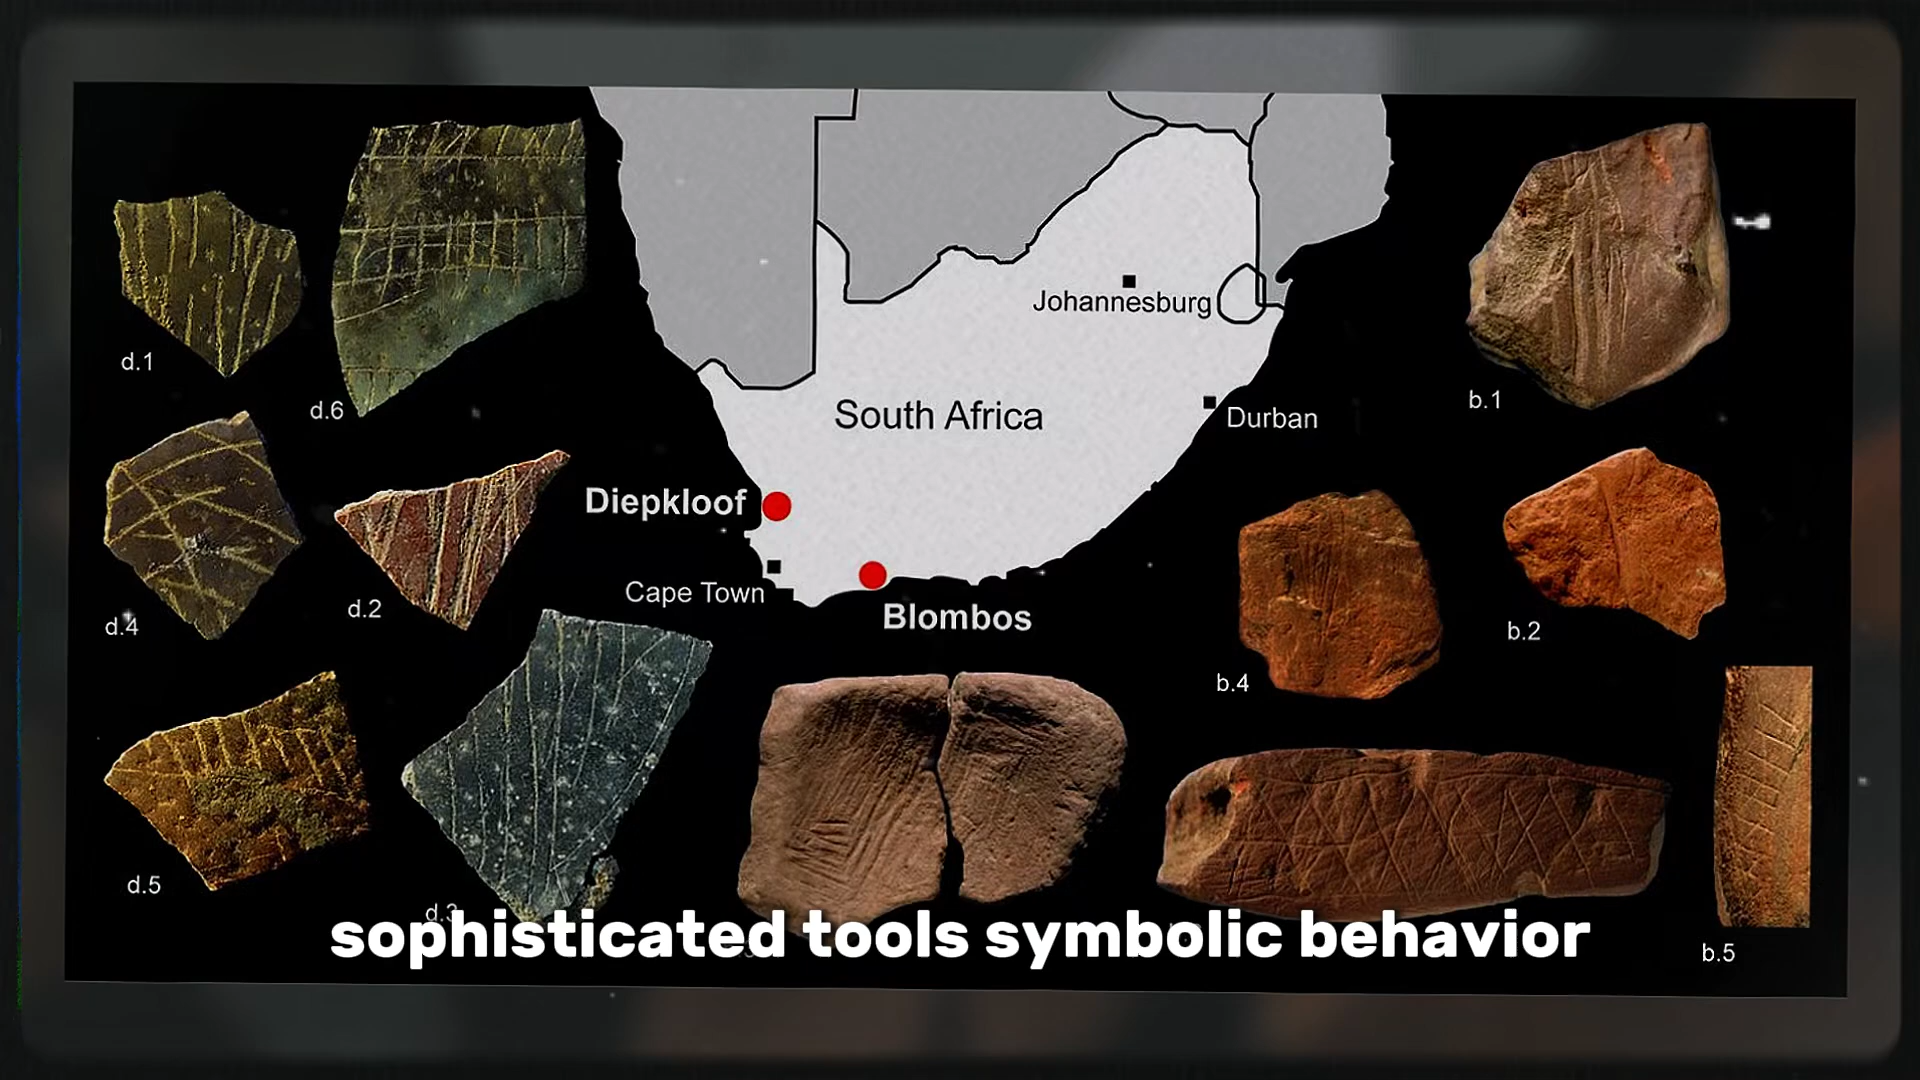 d.1
d.6
d.4
d.2
d.5
d.3
Johannesburg
South Africa
Durban
Diepkloof
Cape Town
Blombos
b.1
b.2
b.4
b.5
sophisticated tools symbolic behavior